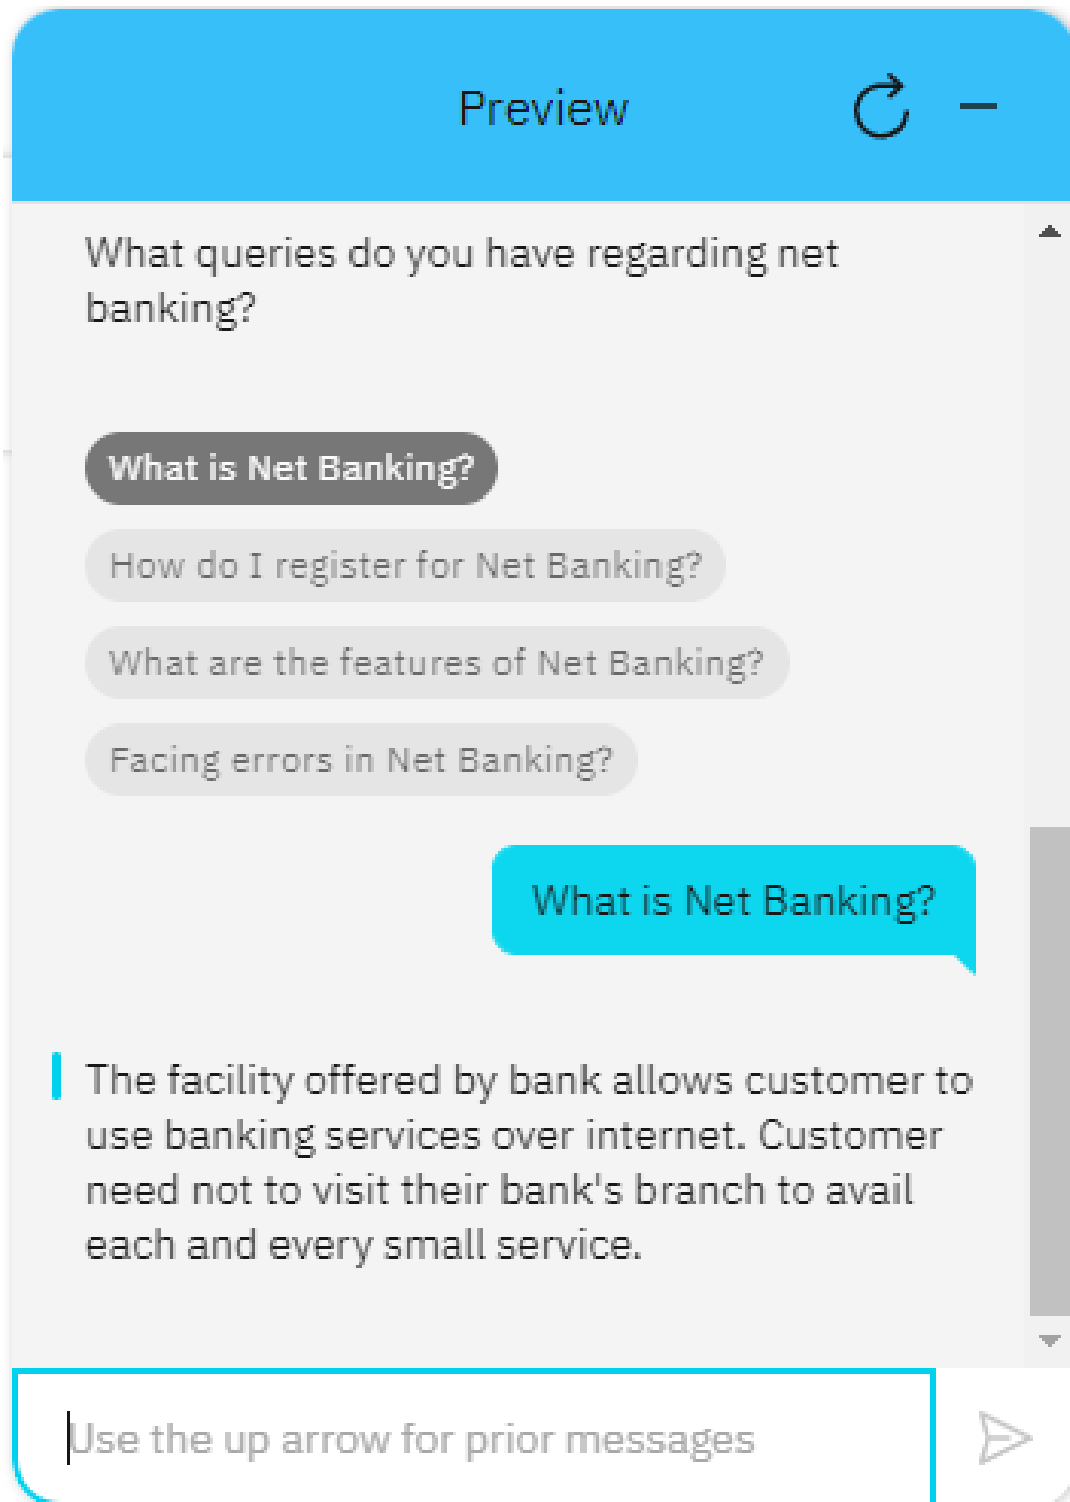 Preview
What queries do you have regarding net
banking?
What is Net Banking?
How do I register for Net Banking?
What are the features of Net Banking?
Facing errors in Net Banking?
What is Net Banking?
The facility offered by bank allows customer to
use banking services over internet. Customer
need not to visit their bank's branch to avail
each and every small service.
Use the up arrow for prior messages